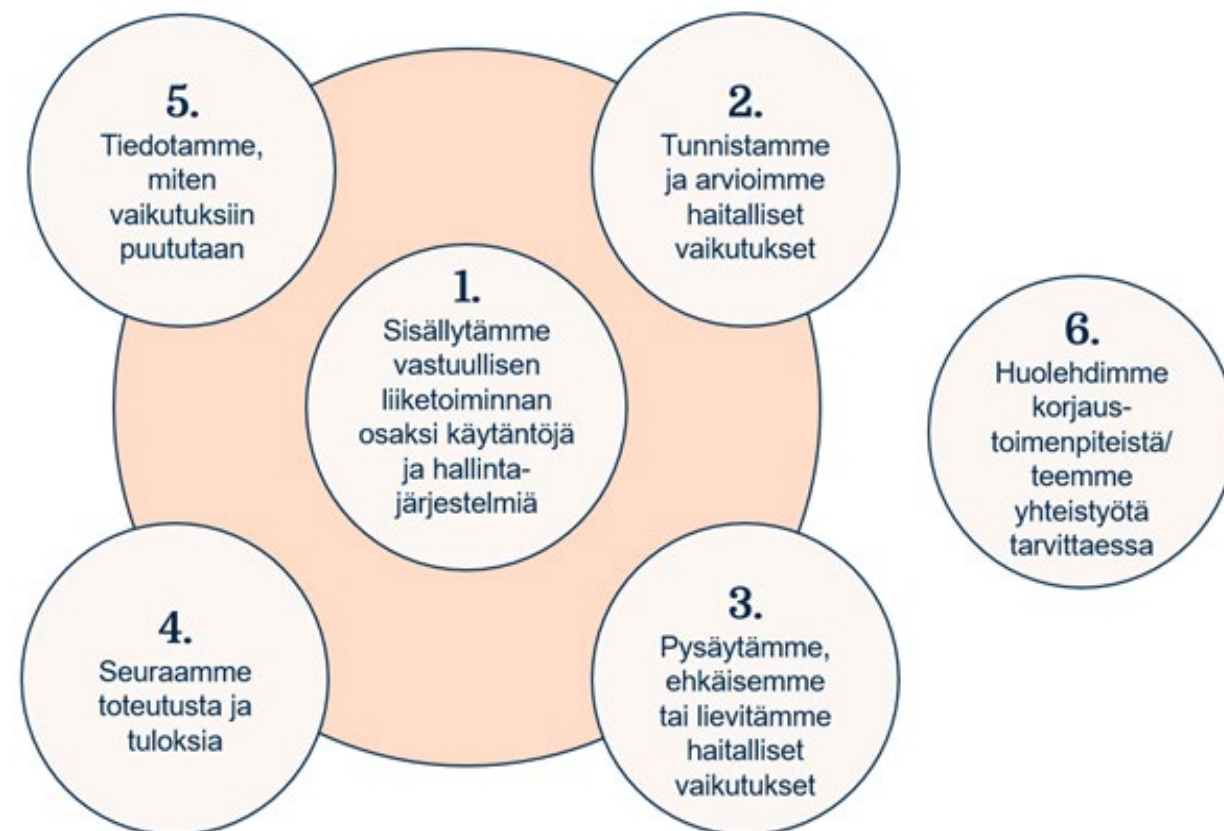 5.
Tiedotamme,
miten
vaikutuksiin
puututaan
2.
Tunnistamme
ja arvioimme
haitalliset
vaikutukset
1.
Sisällytämme
vastuullisen
liiketoiminnan
osaksi käytäntöjä
ja hallinta-
järjestelmiä
6.
Huolehdimme
korjaus-
toimenpiteistä/
teemme
yhteistyötä
tarvittaessa
4.
Seuraamme
toteutusta ja
tuloksia
3.
Pysäytämme,
ehkäisemme
tai lievitämme
haitalliset
vaikutukset